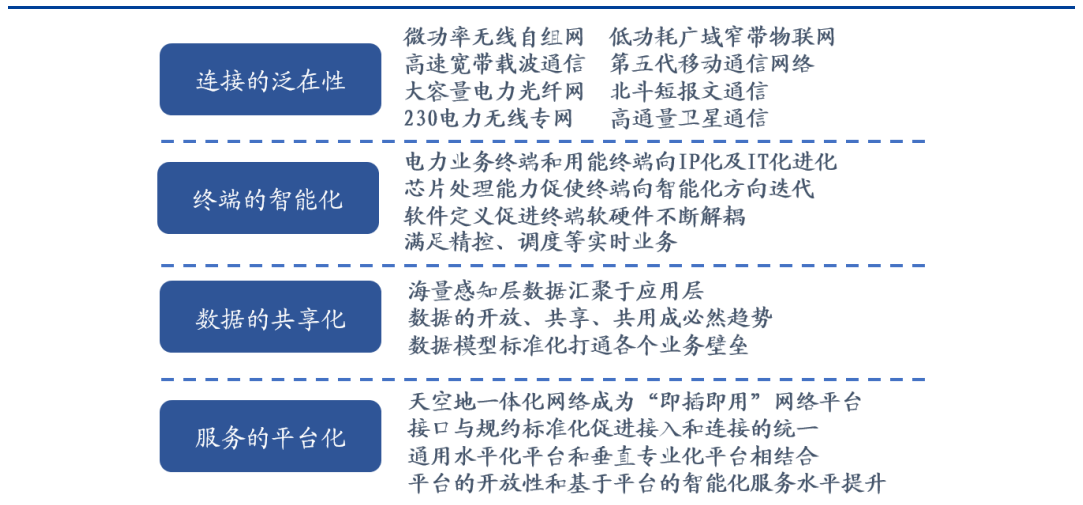 连接的泛在性
微功率无线自组网 低功耗广域窄带物联网
高速宽带载波通信 第五代移动通信网络
大容量电力光纤网 北斗短报文通信
230电力无线专网 高通量卫星通信
终端的智能化
电力业务终端和用能终端向IP化及IT化进化
芯片处理能力促使终端向智能化方向迭代
软件定义促进终端软硬件不断解耦
满足精控、调度等实时业务
数据的共享化
海量感知层数据汇聚于应用层
数据的开放、共享、共用成必然趋势
数据模型标准化打通各个业务壁垒
服务的平台化
天空地一体化网络成为“即插即用”网络平台
接口与规约标准化促进接入和连接的统一
通用水平化平台和垂直专业化平台相结合
平台的开放性和基于平台的智能化服务水平提升